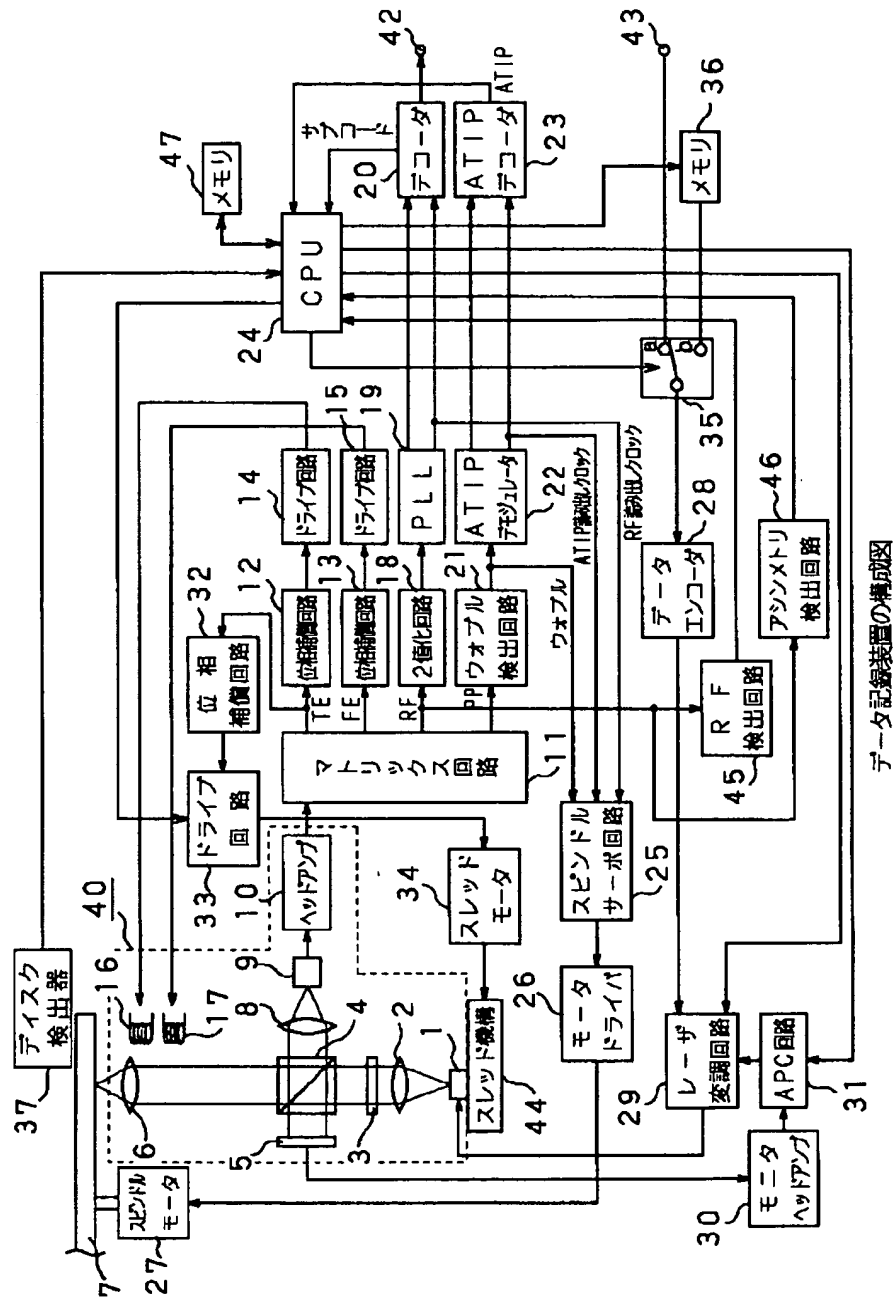 ディスク
検出器
37
スピンドル
モータ
27
7
40
16
17
6
5
4
3
2
1
8
9
10
ヘッドアンプ
スレッド機構
44
スレッド
モータ
34
ドライブ
回路
33
位相
補償回路
32
マトリックス回路
11
TE
FE
RF
PP
位相補償回路
12
位相補償回路
13
2値化回路
18
ウォブル
検出回路
21
ドライブ回路
14
ドライブ回路
15
PLL
19
ATIP
デモジュレータ
22
CPU
24
メモリ
47
サブ
コード
デコーダ
20
ATIP
デコーダ
23
ATIP
42
43
メモリ
36
a
b
35
ウォブル
ATIP読み出しクロック
RF読み出しクロック
スピンドル
サーボ回路
25
モータ
ドライバ
26
データ
エンコーダ
28
RF
検出回路
45
アシンメトリ
検出回路
46
レーザ
変調回路
29
APC回路
31
モニタ
ヘッドアンプ
30
データ記録装置の構成図